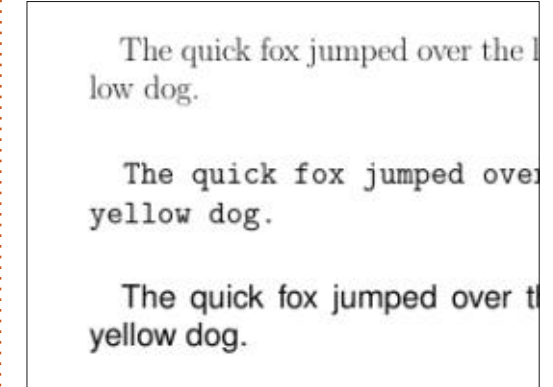 The quick fox jumped over the
low dog.
The quick fox jumped over
yellow dog.
The quick fox jumped over
yellow dog.